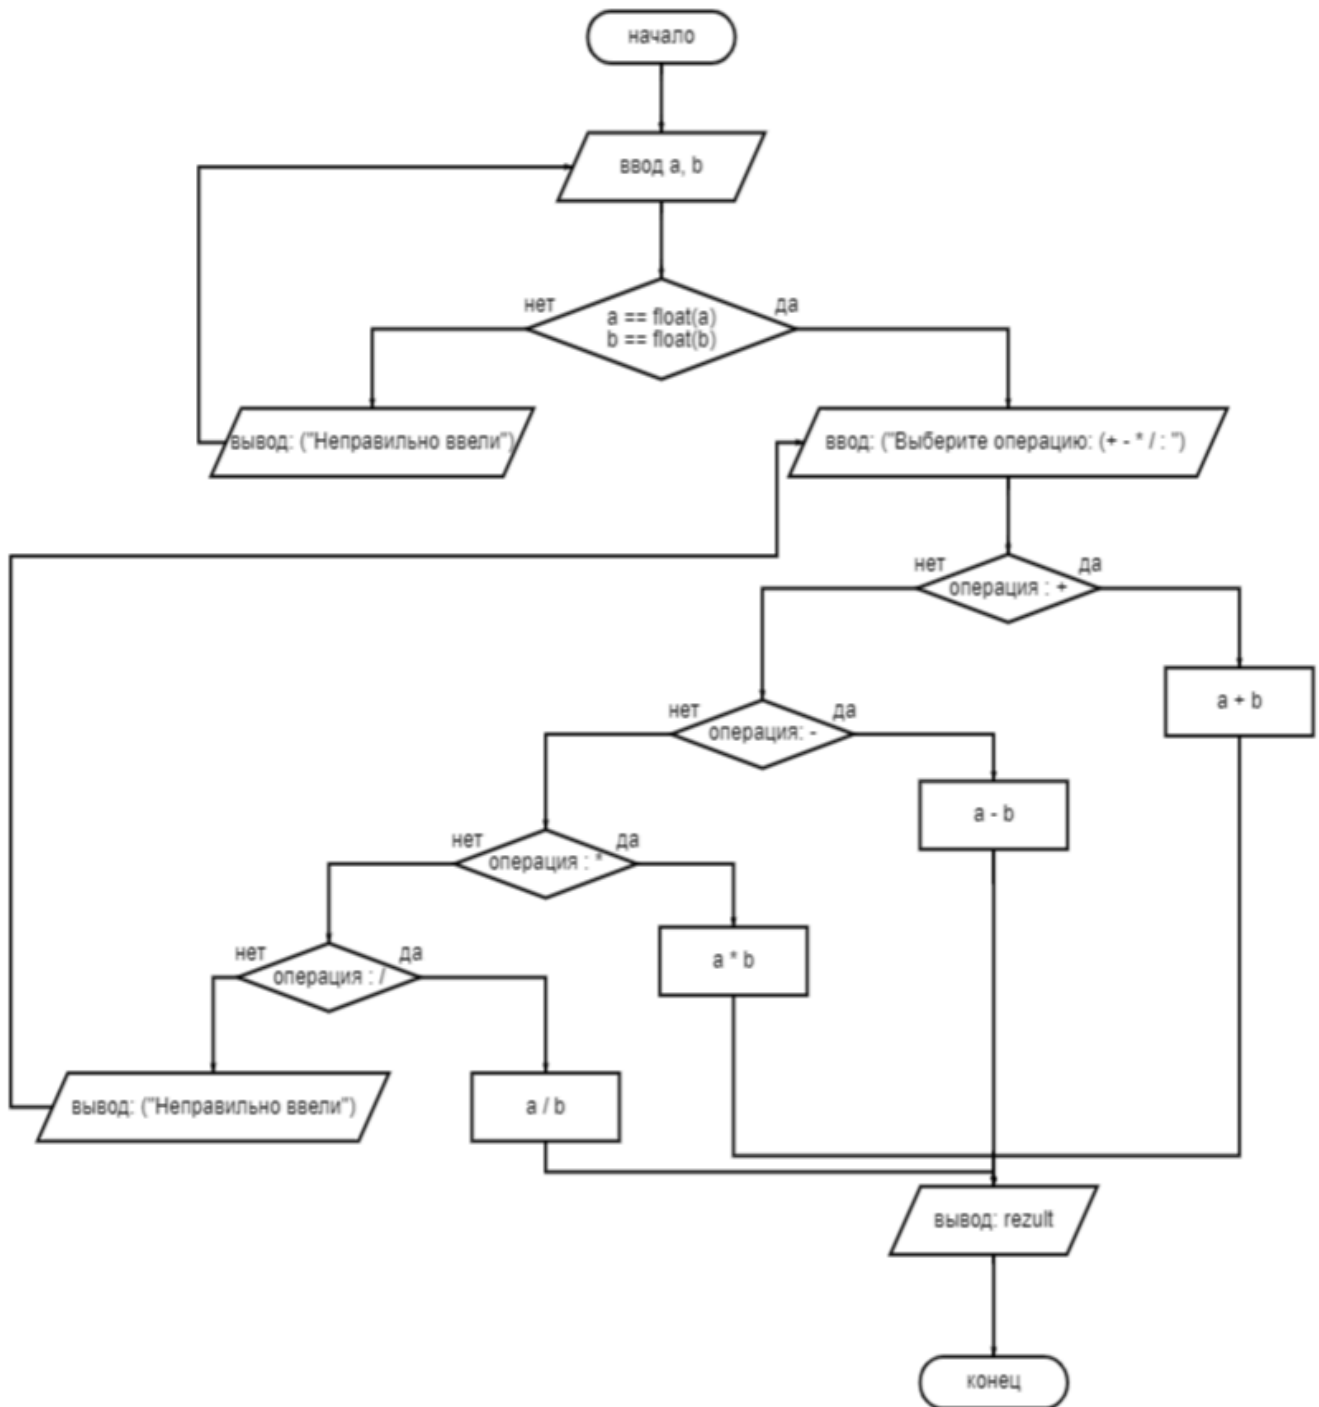 начало
ввод a, b
нет
да
a == float(a)
b == float(b)
вывод: ("Неправильно ввели")
ввод: ("Выберите операцию: (+ - * / : ")
нет
да
операция : +
a + b
нет
да
операция: -
a - b
нет
да
операция : *
a * b
нет
да
операция : /
вывод: ("Неправильно ввели")
a / b
вывод: rezult
конец